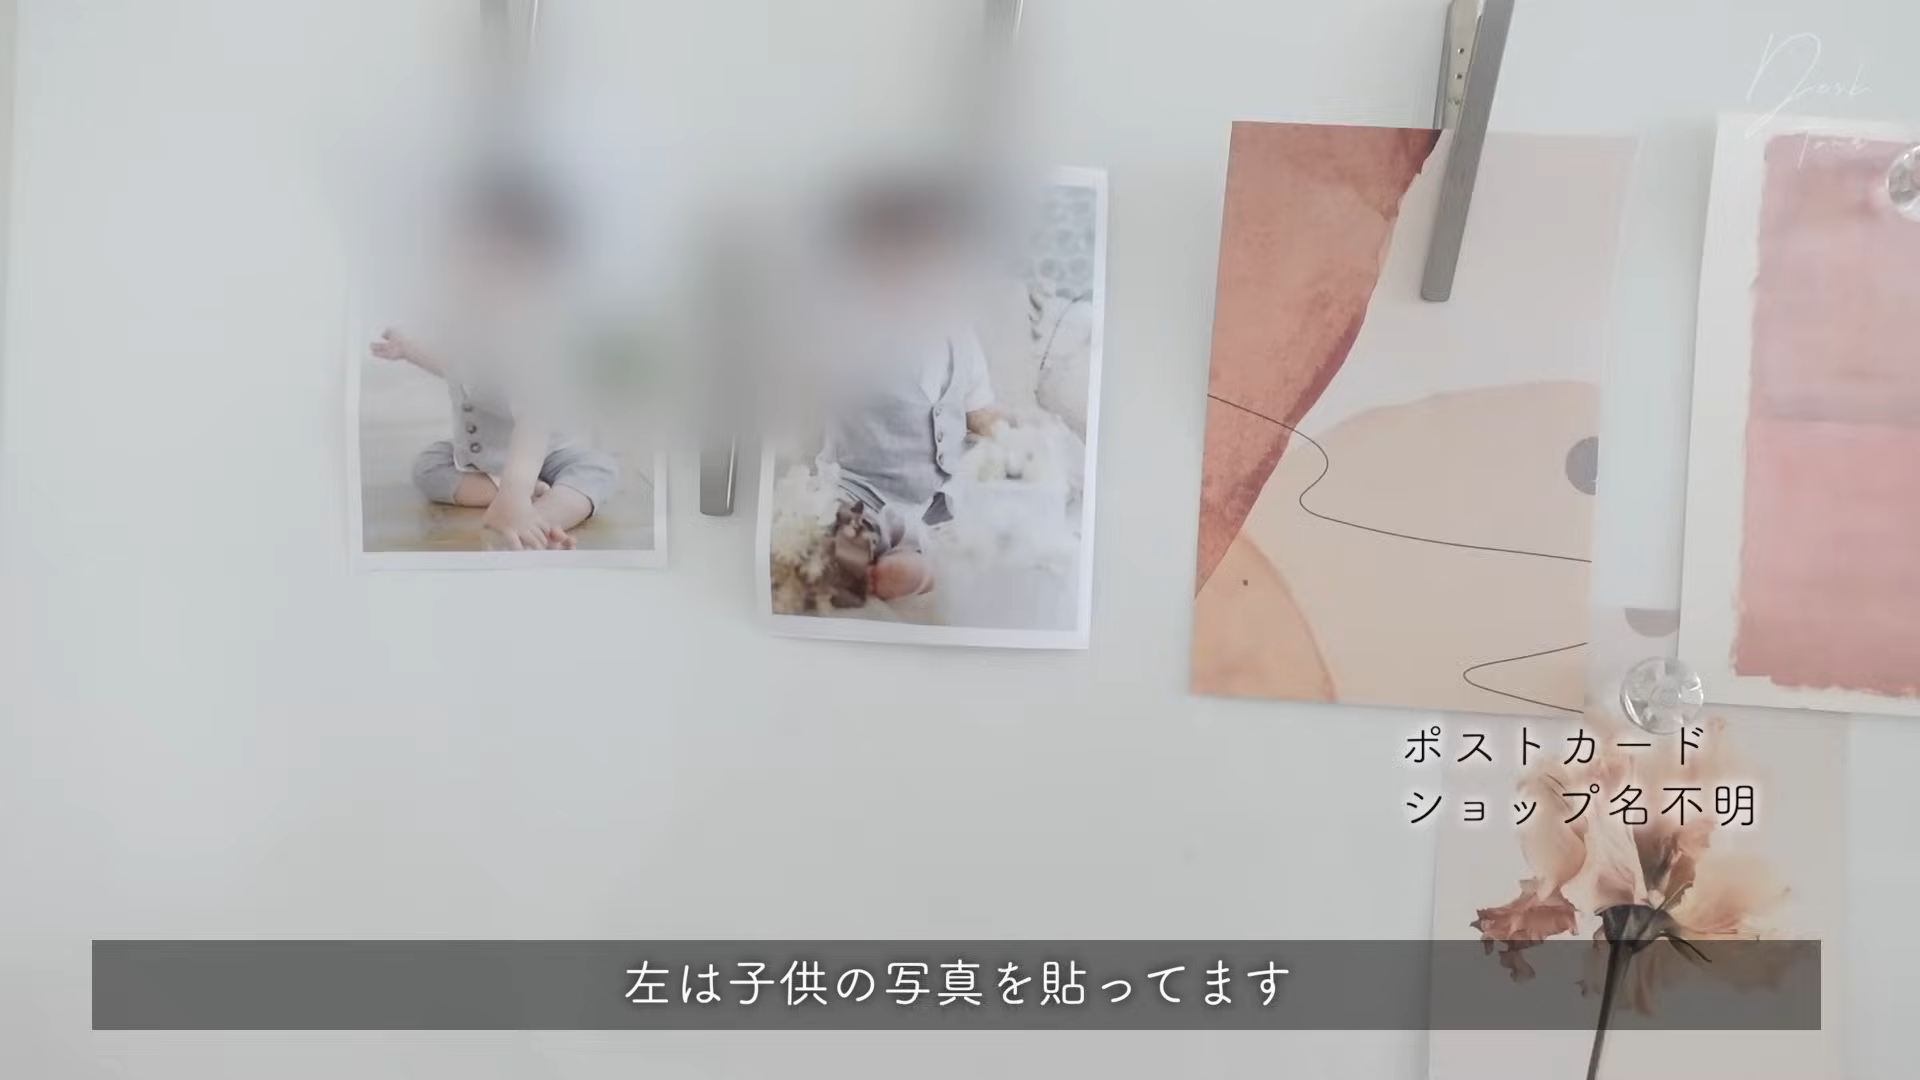 Desk
ポストカード
ショップ名不明
左は子供の写真を貼ってます